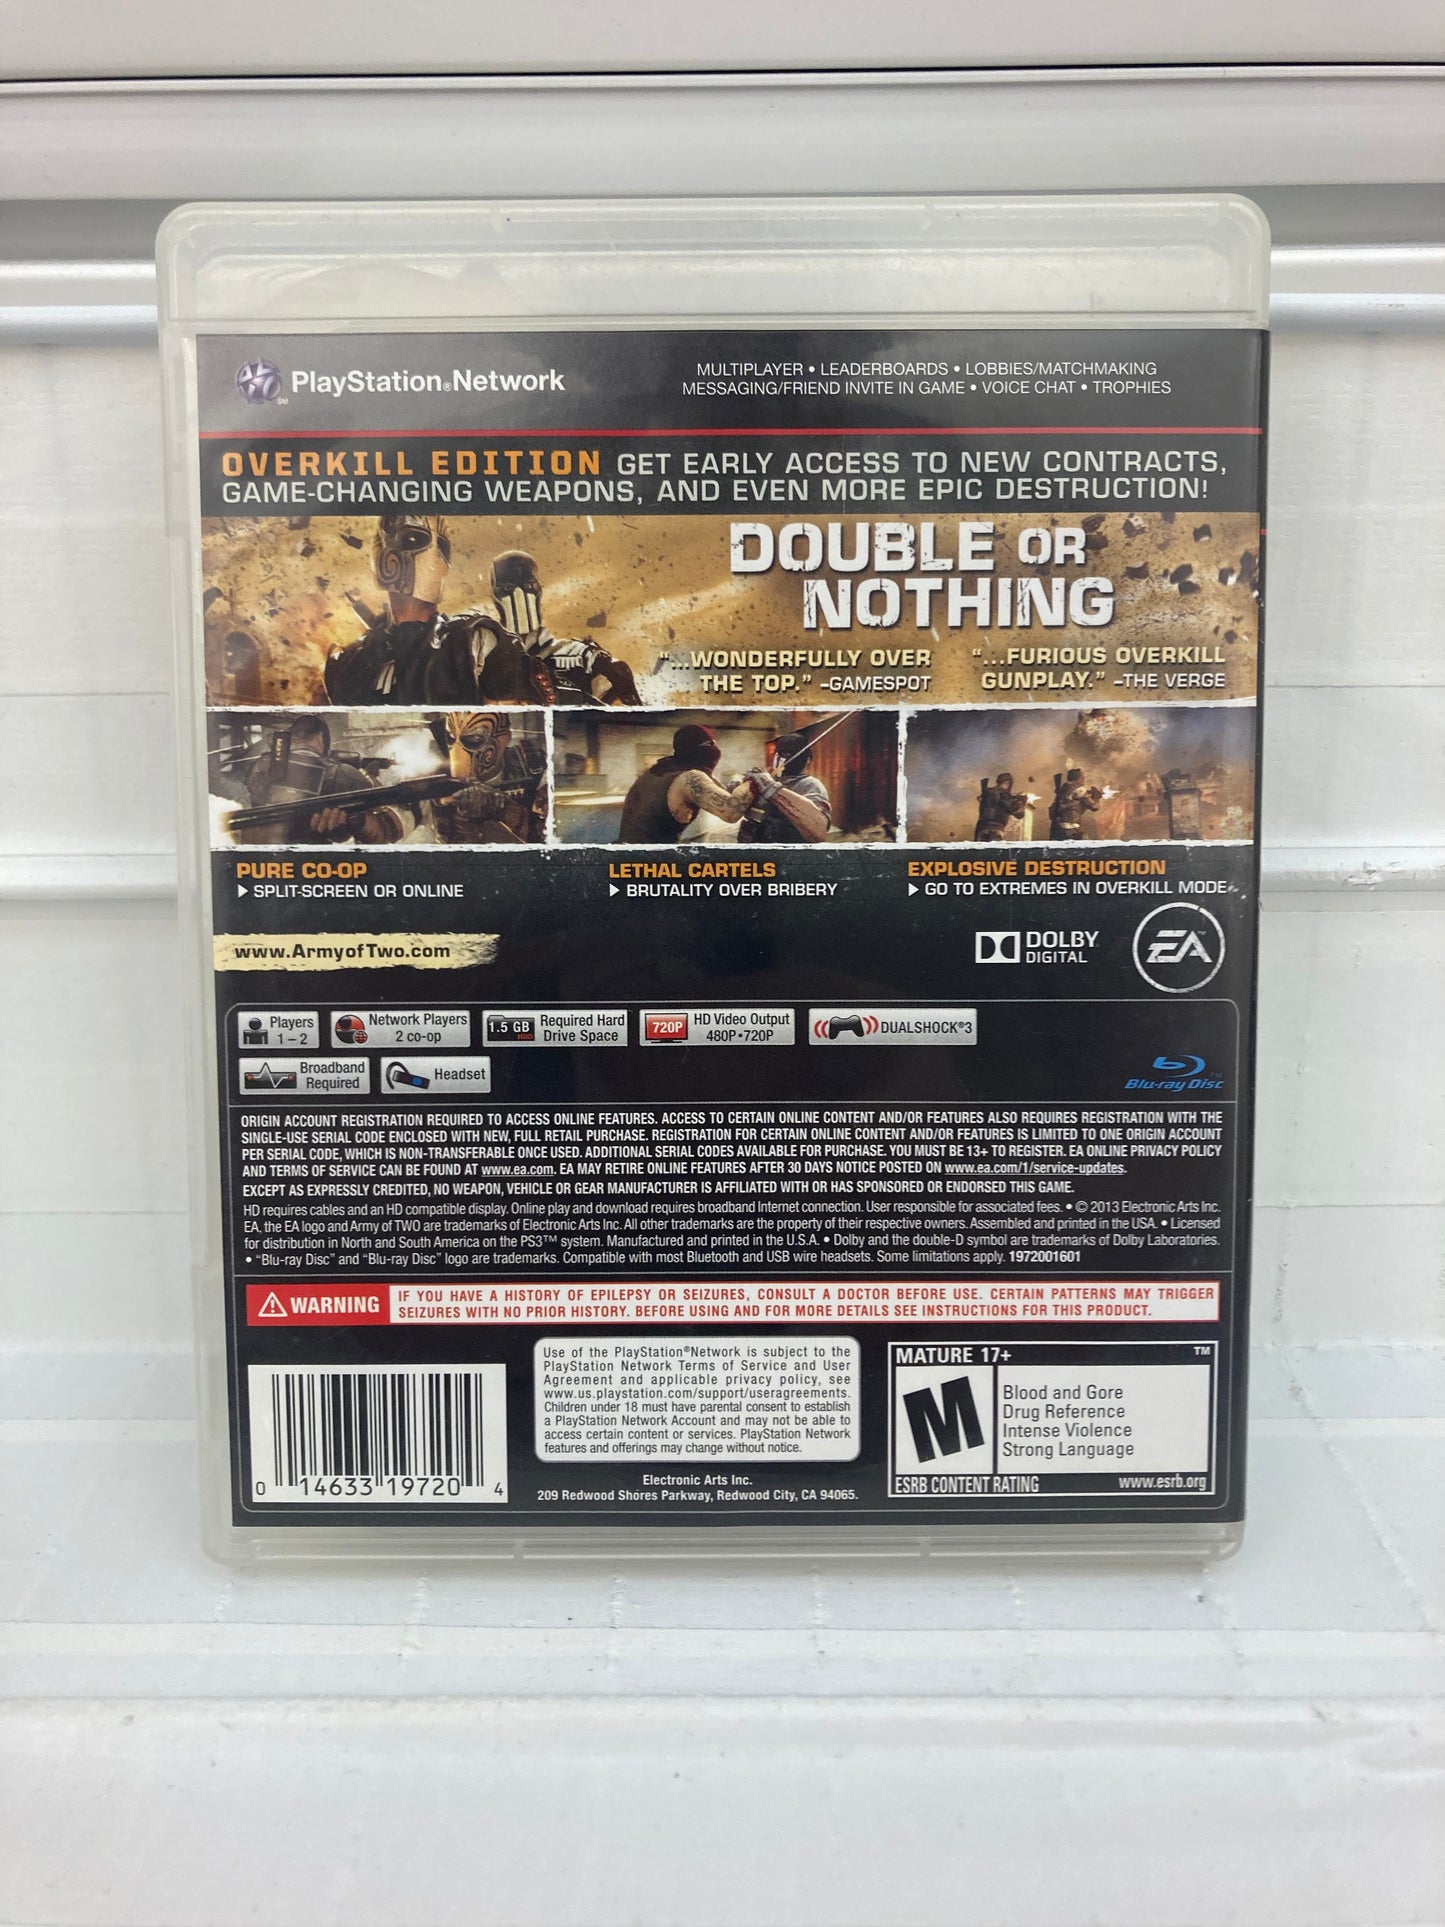 PlayStation®Network
SM
MULTIPLAYER • LEADERBOARDS • LOBBIES/MATCHMAKING
MESSAGING/FRIEND INVITE IN GAME • VOICE CHAT • TROPHIES
OVERKILL EDITION GET EARLY ACCESS TO NEW CONTRACTS,
GAME-CHANGING WEAPONS, AND EVEN MORE EPIC DESTRUCTION!
DOUBLE OR
NOTHING
"...WONDERFULLY OVER
THE TOP." –GAMESPOT
"...FURIOUS OVERKILL
GUNPLAY." –THE VERGE
PURE CO-OP
SPLIT-SCREEN OR ONLINE
LETHAL CARTELS
BRUTALITY OVER BRIBERY
EXPLOSIVE DESTRUCTION
GO TO EXTREMES IN OVERKILL MODE
www.ArmyofTwo.com
DOLBY
DIGITAL
EA™
Players
1 – 2
Network Players
2 co-op
1.5 GB
HDD
Required Hard
Drive Space
720P
HD Video Output
480P•720P
DUALSHOCK®3
Broadband
Required
Headset
Blu-ray Disc™
ORIGIN ACCOUNT REGISTRATION REQUIRED TO ACCESS ONLINE FEATURES. ACCESS TO CERTAIN ONLINE CONTENT AND/OR FEATURES ALSO REQUIRES REGISTRATION WITH THE
SINGLE-USE SERIAL CODE ENCLOSED WITH NEW, FULL RETAIL PURCHASE. REGISTRATION FOR CERTAIN ONLINE CONTENT AND/OR FEATURES IS LIMITED TO ONE ORIGIN ACCOUNT
PER SERIAL CODE, WHICH IS NON-TRANSFERABLE ONCE USED. ADDITIONAL SERIAL CODES AVAILABLE FOR PURCHASE. YOU MUST BE 13+ TO REGISTER. EA ONLINE PRIVACY POLICY
AND TERMS OF SERVICE CAN BE FOUND AT www.ea.com. EA MAY RETIRE ONLINE FEATURES AFTER 30 DAYS NOTICE POSTED ON www.ea.com/1/service-updates.
EXCEPT AS EXPRESSLY CREDITED, NO WEAPON, VEHICLE OR GEAR MANUFACTURER IS AFFILIATED WITH OR HAS SPONSORED OR ENDORSED THIS GAME.
HD requires cables and an HD compatible display. Online play and download requires broadband Internet connection. User responsible for associated fees. • © 2013 Electronic Arts Inc.
EA, the EA logo and Army of TWO are trademarks of Electronic Arts Inc. All other trademarks are the property of their respective owners. Assembled and printed in the USA. • Licensed
for distribution in North and South America on the PS3™ system. Manufactured and printed in the U.S.A. • Dolby and the double-D symbol are trademarks of Dolby Laboratories.
• "Blu-ray Disc" and "Blu-ray Disc" logo are trademarks. Compatible with most Bluetooth and USB wire headsets. Some limitations apply. 1972001601
WARNING
IF YOU HAVE A HISTORY OF EPILEPSY OR SEIZURES, CONSULT A DOCTOR BEFORE USE. CERTAIN PATTERNS MAY TRIGGER
SEIZURES WITH NO PRIOR HISTORY. BEFORE USING AND FOR MORE DETAILS SEE INSTRUCTIONS FOR THIS PRODUCT.
0 14633 19720 4
Use of the PlayStation®Network is subject to the
PlayStation Network Terms of Service and User
Agreement and applicable privacy policy, see
www.us.playstation.com/support/useragreements.
Children under 18 must have parental consent to establish
a PlayStation Network Account and may not be able to
access certain content or services. PlayStation Network
features and offerings may change without notice.
Electronic Arts Inc.
209 Redwood Shores Parkway, Redwood City, CA 94065.
MATURE 17+ ™
M
Blood and Gore
Drug Reference
Intense Violence
Strong Language
ESRB CONTENT RATING
www.esrb.org